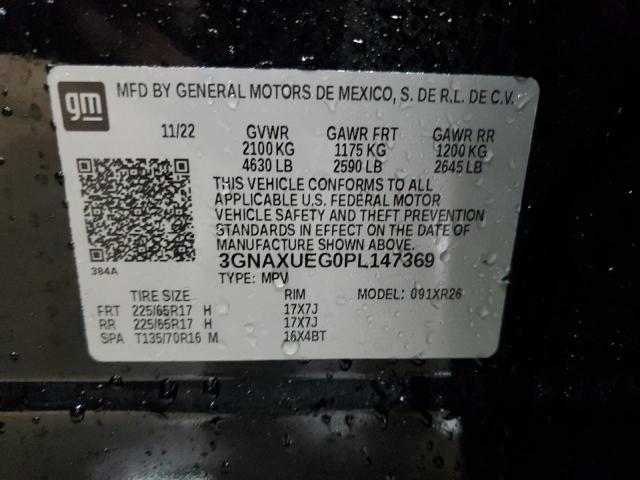 gm
MFD BY GENERAL MOTORS DE MEXICO, S. DE R.L. DE C.V.
11/22 GVWR GAWR FRT GAWR RR
2100 KG 1175 KG 1200 KG
4630 LB 2590 LB 2645 LB
THIS VEHICLE CONFORMS TO ALL
APPLICABLE U.S. FEDERAL MOTOR
VEHICLE SAFETY AND THEFT PREVENTION
STANDARDS IN EFFECT ON THE DATE OF
MANUFACTURE SHOWN ABOVE.
384A
3GNAXUEG0PL147369
TYPE: MPV
TIRE SIZE RIM MODEL: 091XR26
FRT 225/65R17 H 17X7J
RR 225/65R17 H 17X7J
SPA T135/70R16 M 16X4BT